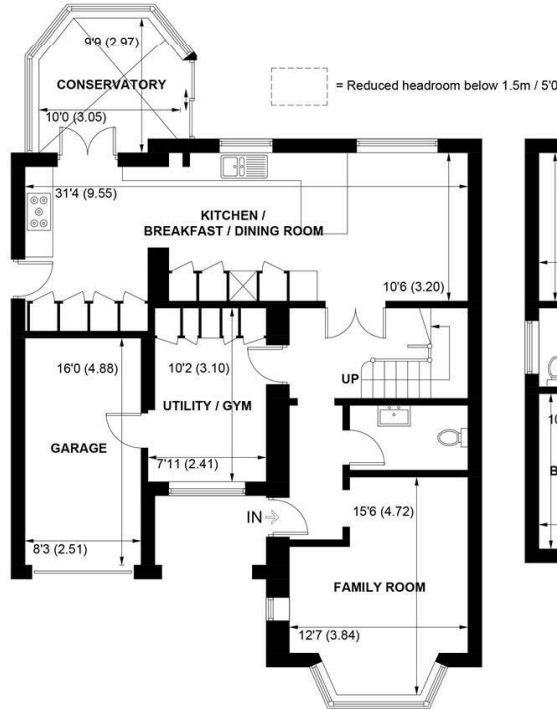 9'9 (2.97)
CONSERVATORY
10'0 (3.05)
= Reduced headroom below 1.5m / 5'0
31'4 (9.55)
KITCHEN /
BREAKFAST / DINING ROOM
10'6 (3.20)
16'0 (4.88)
10'2 (3.10)
UP
UTILITY / GYM
GARAGE
7'11 (2.41)
IN
15'6 (4.72)
8'3 (2.51)
FAMILY ROOM
12'7 (3.84)
10
B